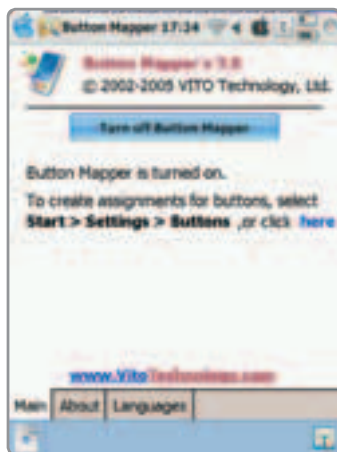 Button Mapper 17:24
Button Mapper v 3.0
© 2002-2005 VITO Technology, Ltd.
Turn off Button Mapper
Button Mapper is turned on.
To create assignments for buttons, select
Start > Settings > Buttons ,or click here
www.VitoTechnology.com
Main About Languages